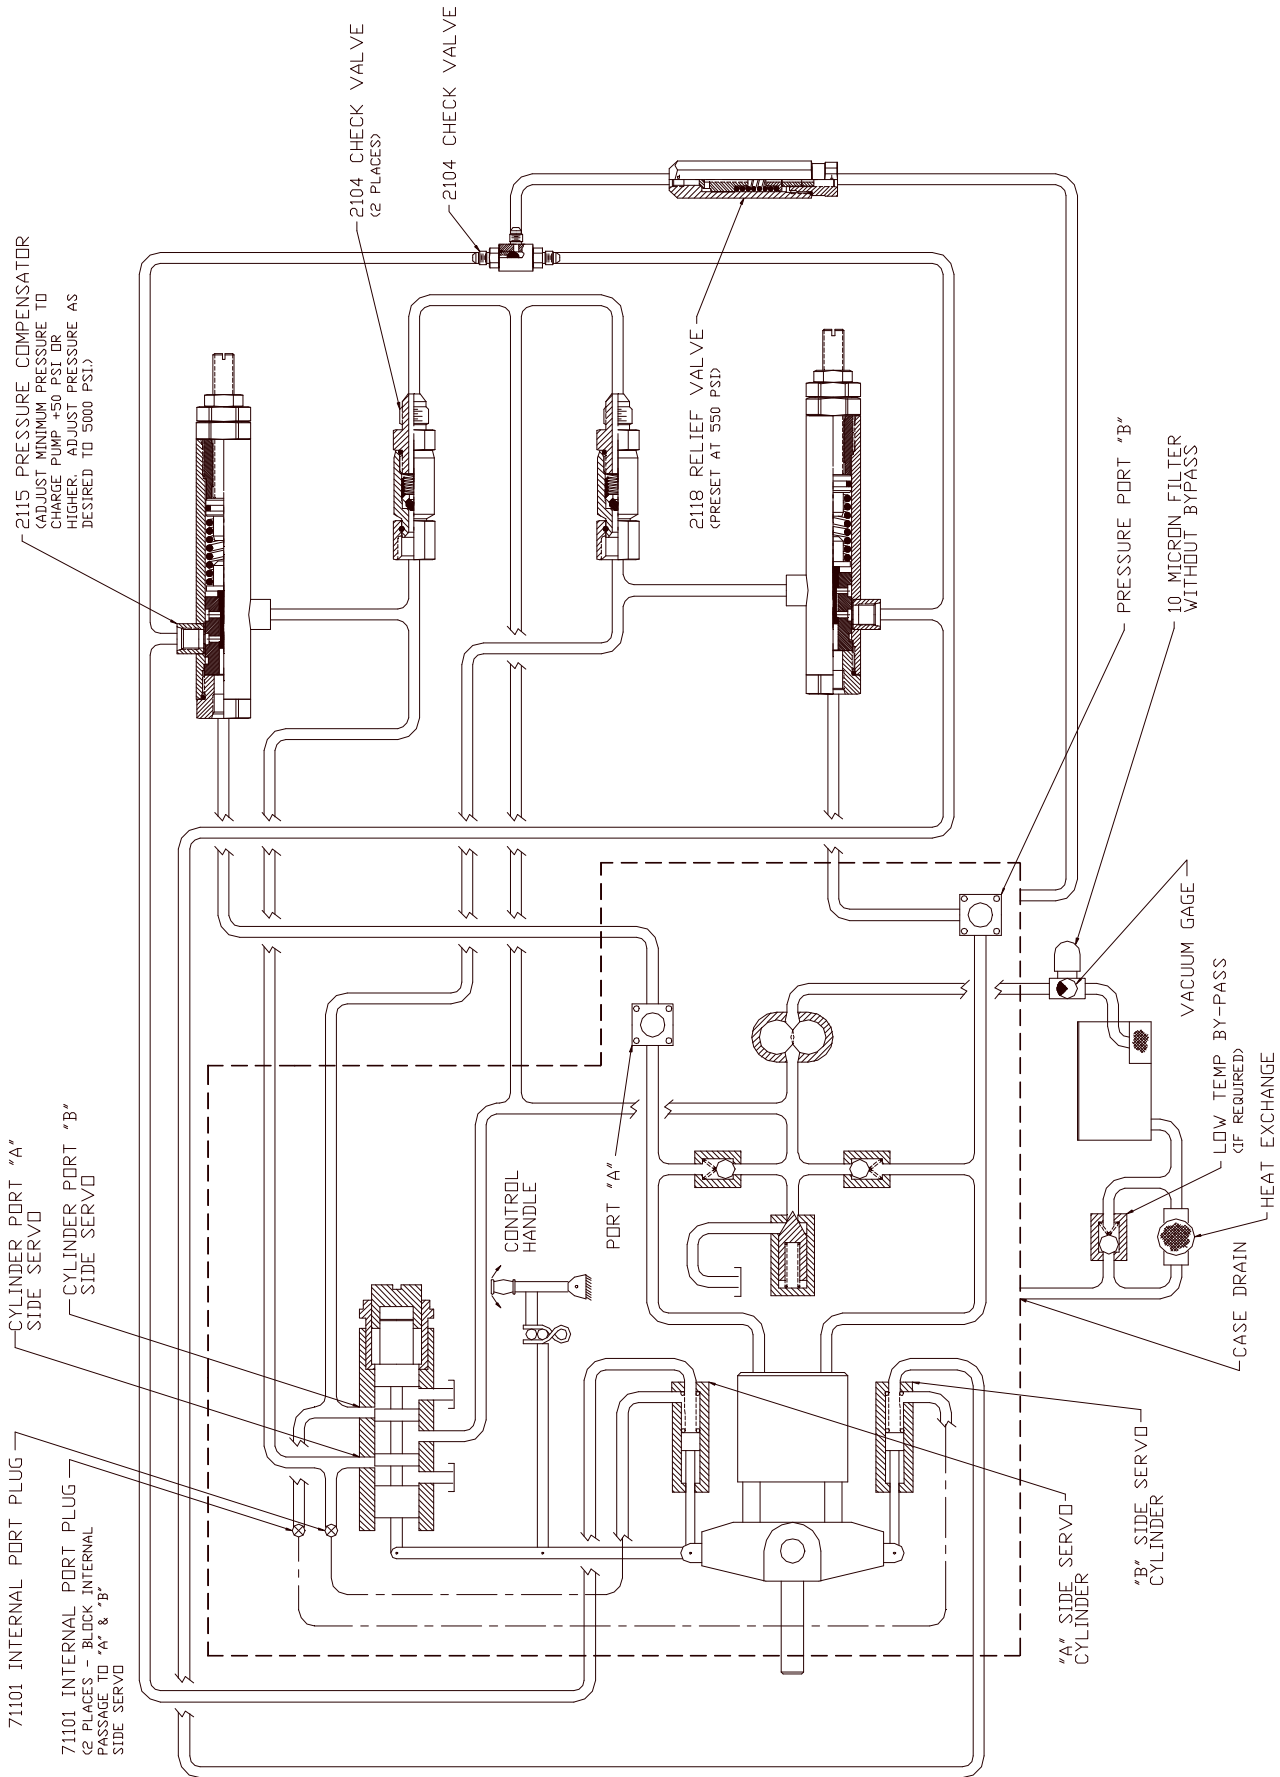 2115 PRESSURE COMPENSATOR
(ADJUST MINIMUM PRESSURE TO
CHARGE PUMP +50 PSI OR
HIGHER. ADJUST PRESSURE AS
DESIRED TO 5000 PSI.)
2104 CHECK VALVE
(2 PLACES)
2104 CHECK VALVE
2118 RELIEF VALVE
(PRESET AT 550 PSI)
PRESSURE PORT "B"
10 MICRON FILTER
WITHOUT BYPASS
VACUUM GAGE
LOW TEMP BY-PASS
(IF REQUIRED)
HEAT EXCHANGE
CASE DRAIN
CYLINDER PORT "A"
SIDE SERVO
CYLINDER PORT "B"
SIDE SERVO
CONTROL
HANDLE
PORT "A"
71101 INTERNAL PORT PLUG
71101 INTERNAL PORT PLUG
(2 PLACES - BLOCK INTERNAL
PASSAGE TO "A" & "B"
SIDE SERVO
"A" SIDE SERVO
CYLINDER
"B" SIDE SERVO
CYLINDER